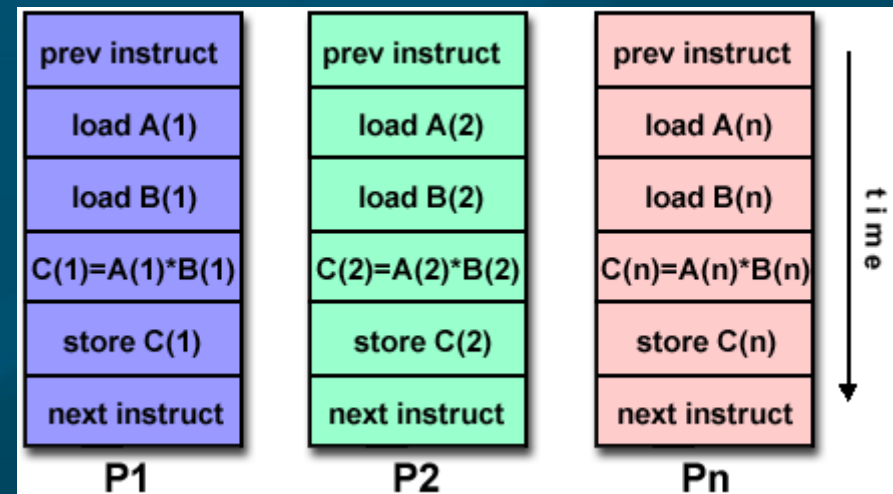 prev instruct
load A(1)
load B(1)
C(1)=A(1)*B(1)
store C(1)
next instruct
P1
prev instruct
load A(2)
load B(2)
C(2)=A(2)*B(2)
store C(2)
next instruct
P2
prev instruct
load A(n)
load B(n)
C(n)=A(n)*B(n)
store C(n)
next instruct
Pn
time